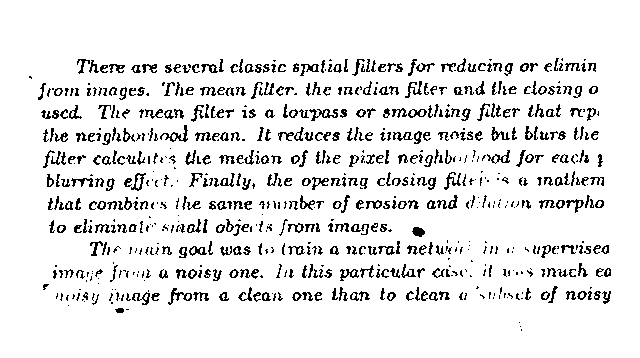 There are several classic spatial filters for reducing or elimin
from images. The mean filter, the median filter and the closing o
used. The mean filter is a lowpass or smoothing filter that rep
the neighborhood mean. It reduces the image noise but blurs the
filter calculates the median of the pixel neighborhood for each
blurring effect. Finally, the opening closing filter is a mathem
that combines the same number of erosion and dilation morpho
to eliminate small objects from images.
The main goal was to train a neural network in a supervised
image from a noisy one. In this particular case, it was much ea
noisy image from a clean one than to clean a subset of noisy